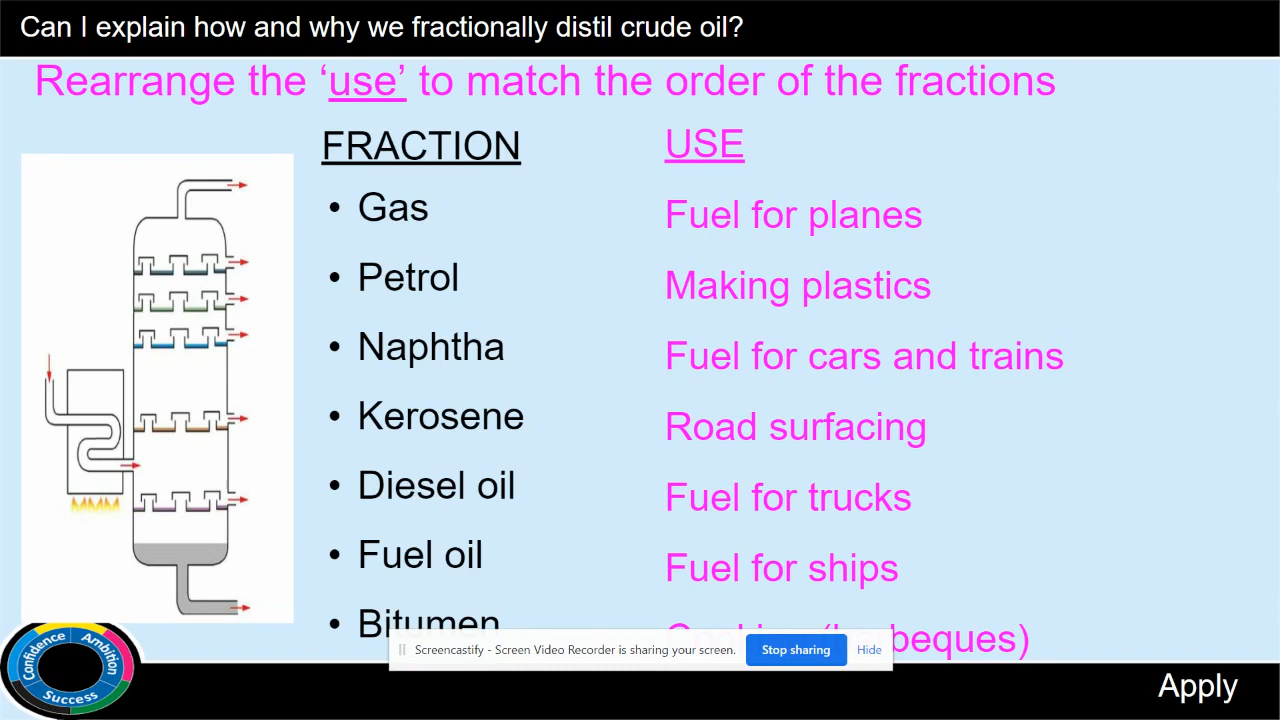 Can I explain how and why we fractionally distil crude oil?
Rearrange the ‘use’ to match the order of the fractions
FRACTION
• Gas
• Petrol
• Naphtha
• Kerosene
• Diesel oil
• Fuel oil
• Bitumen
USE
Fuel for planes
Making plastics
Fuel for cars and trains
Road surfacing
Fuel for trucks
Fuel for ships
beques)
Screencastify - Screen Video Recorder is sharing your screen.
Stop sharing
Hide
Confidence
Ambition
Success
Apply